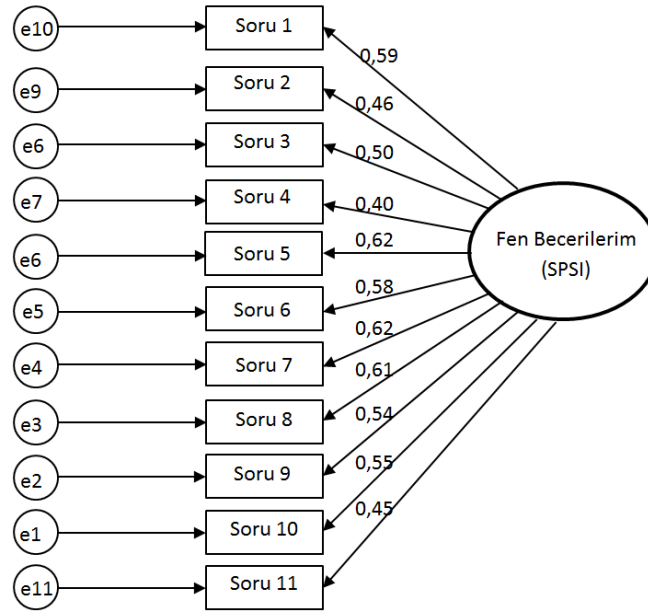 e10
Soru 1
0,59
e9
Soru 2
0,46
e6
Soru 3
0,50
e7
Soru 4
0,40
e6
Soru 5
0,62
Fen Becerilerim
(SPSI)
e5
Soru 6
0,58
e4
Soru 7
0,62
e3
Soru 8
0,61
e2
Soru 9
0,54
e1
Soru 10
0,55
e11
Soru 11
0,45